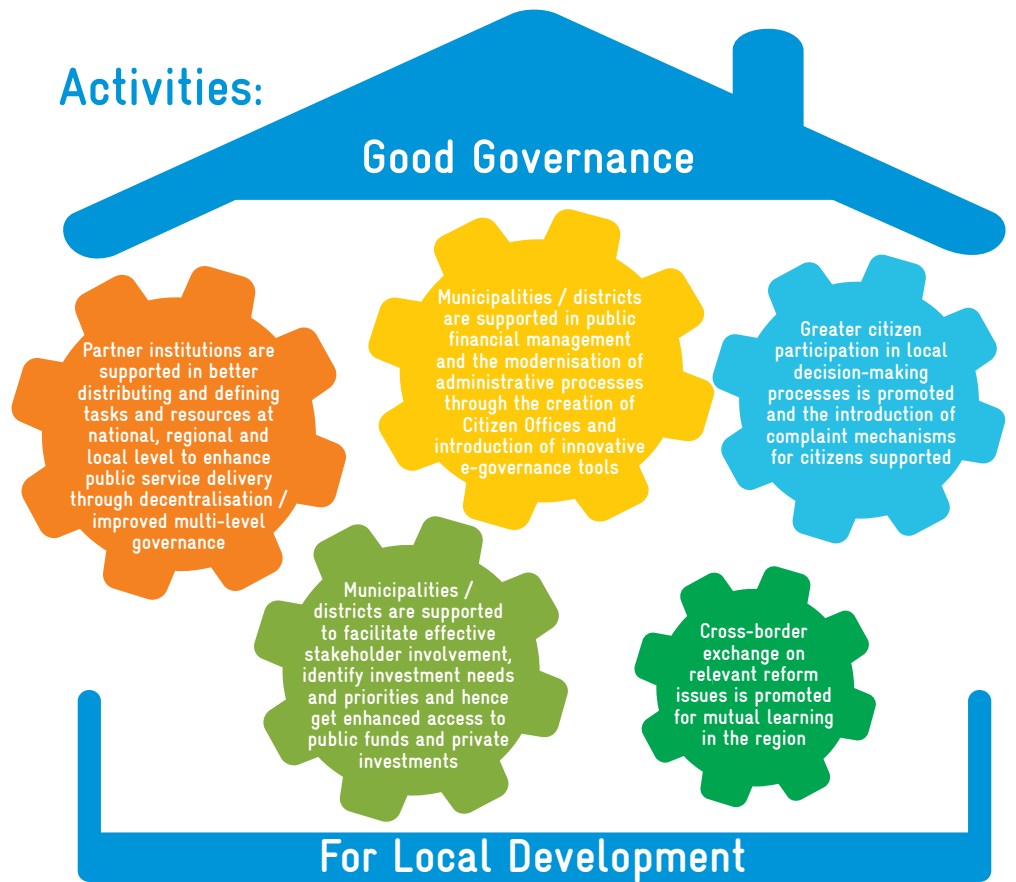 Activities:
Good Governance
Partner institutions are
supported in better
distributing and defining
tasks and resources at
national, regional and
local level to enhance
public service delivery
through decentralisation /
improved multi-level
governance
Municipalities / districts
are supported in public
financial management
and the modernisation of
administrative processes
through the creation of
Citizen Offices and
introduction of innovative
e-governance tools
Greater citizen
participation in local
decision-making
processes is promoted
and the introduction of
complaint mechanisms
for citizens supported
Municipalities /
districts are supported
to facilitate effective
stakeholder involvement,
identify investment needs
and priorities and hence
get enhanced access to
public funds and private
investments
Cross-border
exchange on
relevant reform
issues is promoted
for mutual learning
in the region
For Local Development